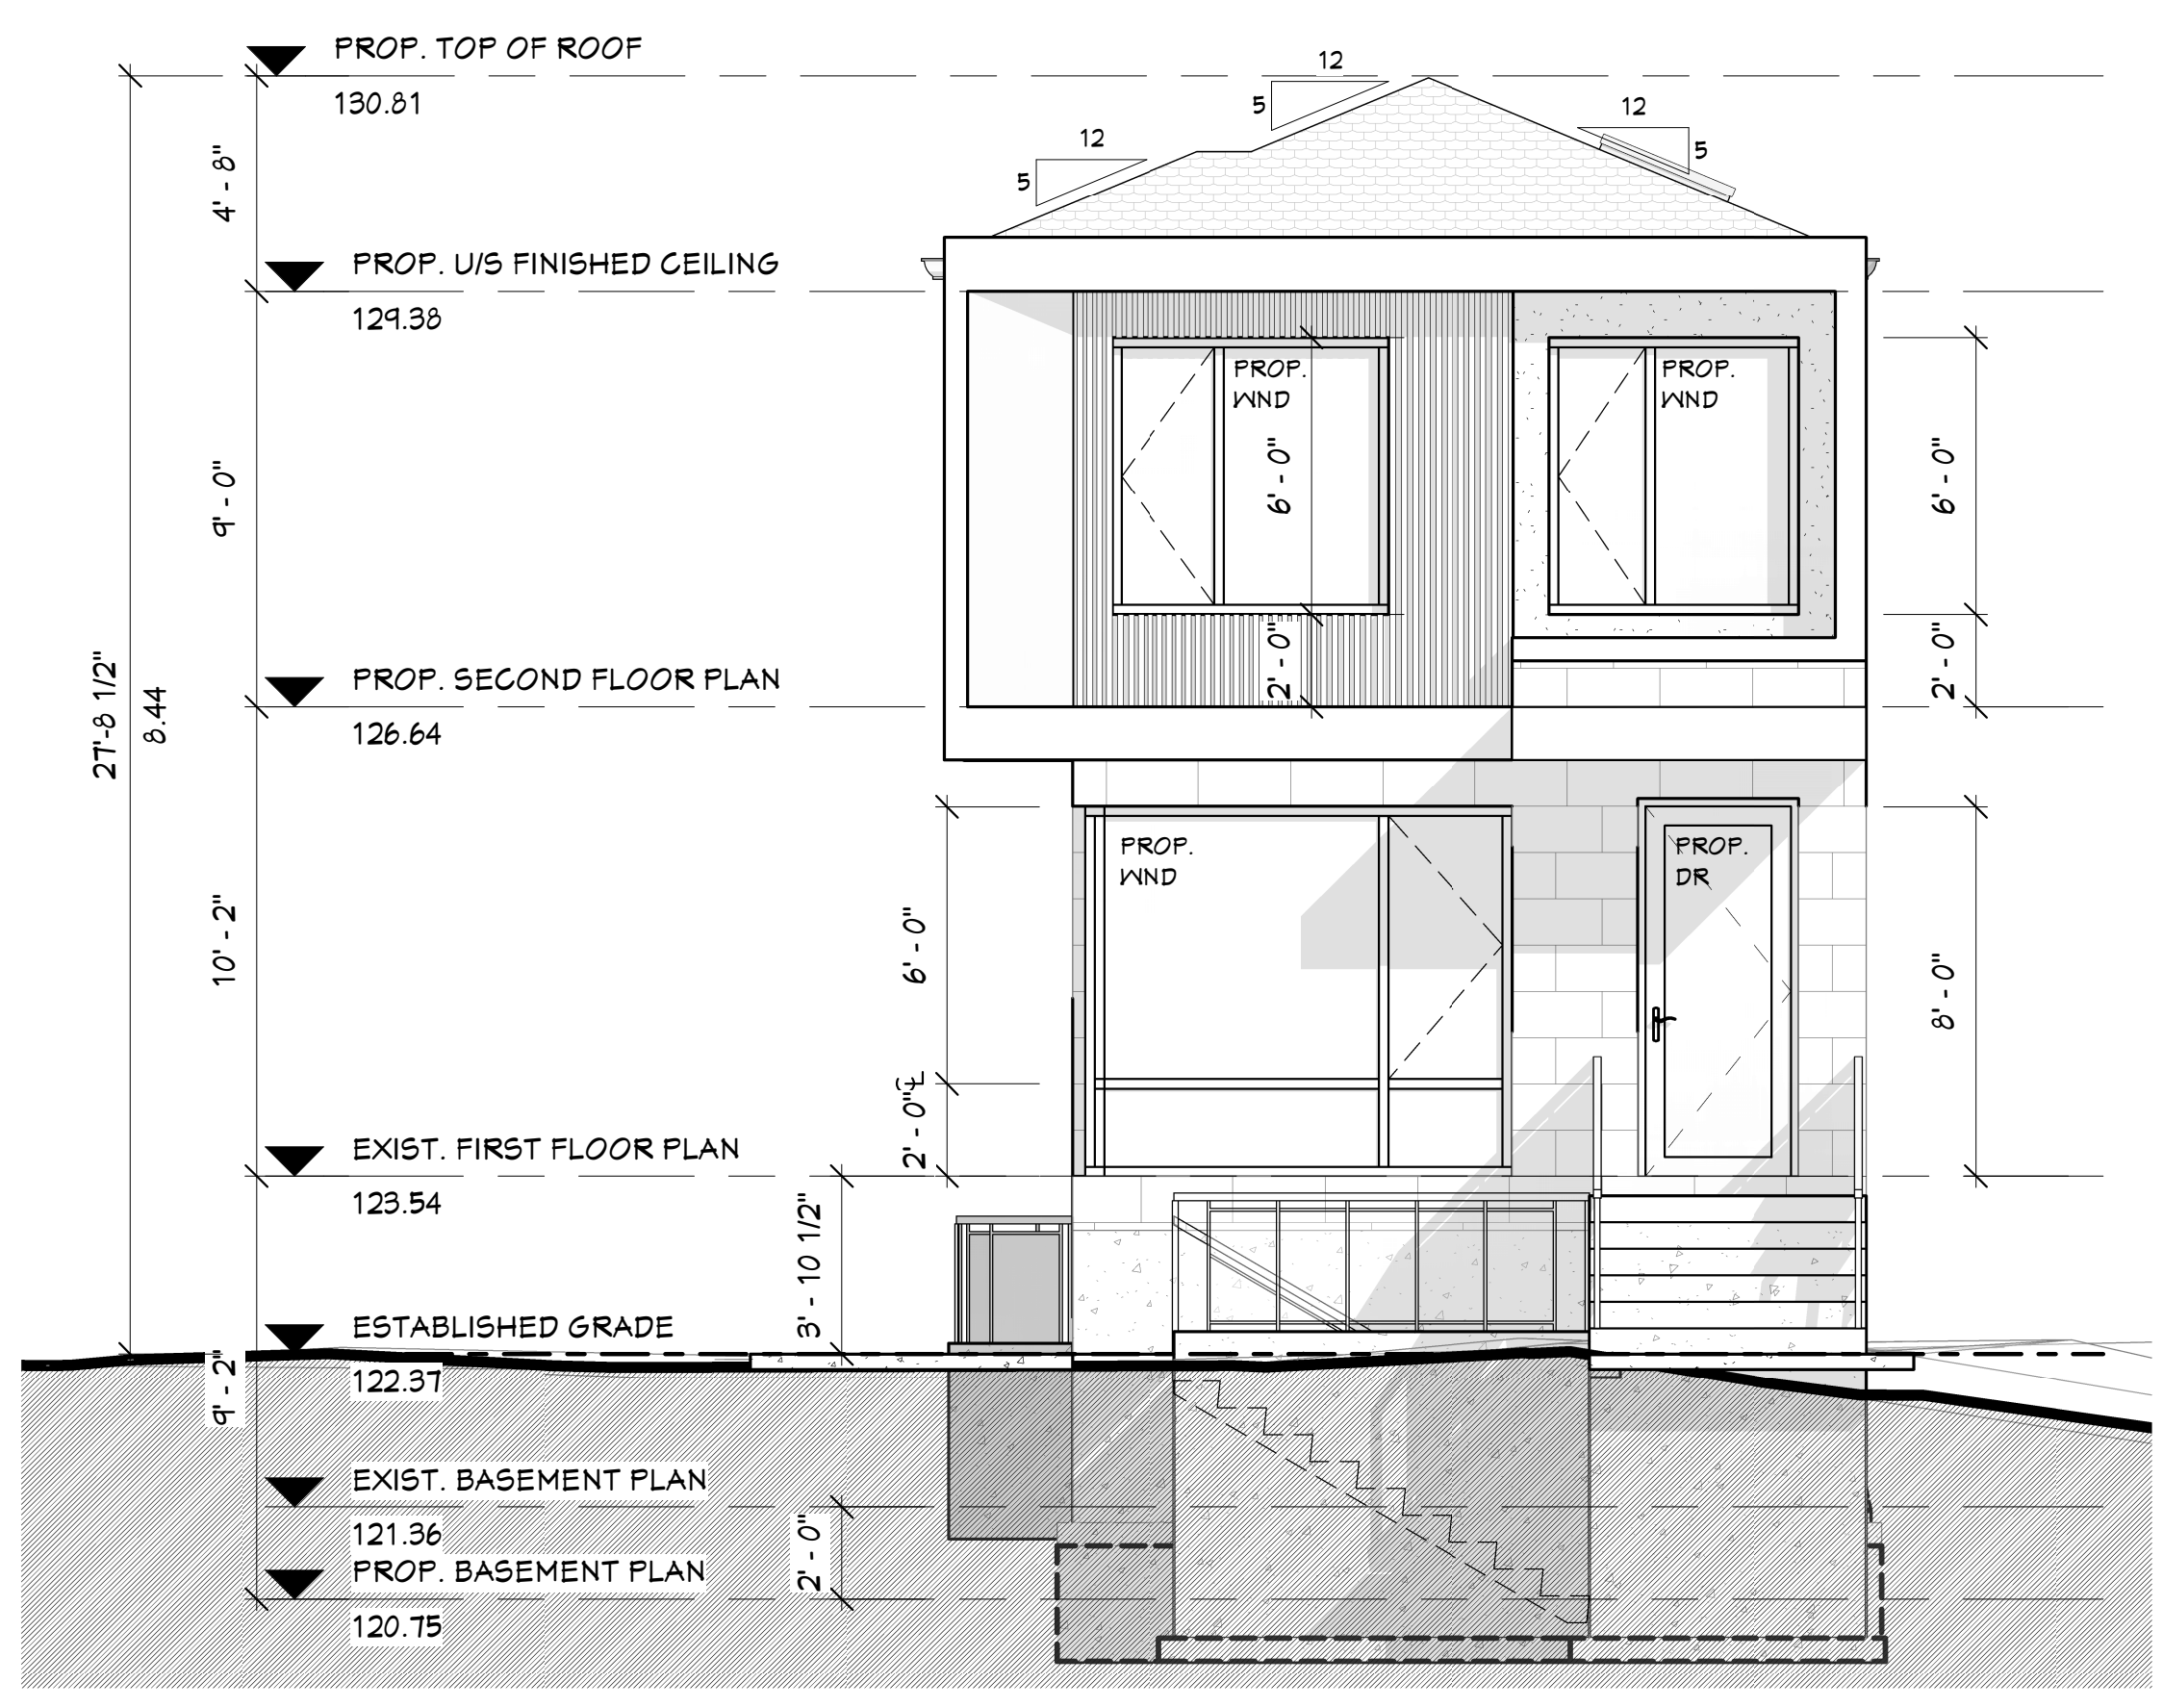 PROP. TOP OF ROOF
130.81
12
5
12
5
12
5
4' - 8"
PROP. U/S FINISHED CEILING
129.38
PROP.
WND
PROP.
WND
9' - 0"
6' - 0"
6' - 0"
2' - 0"
2' - 0"
27'-8 1/2"
8.44
PROP. SECOND FLOOR PLAN
126.64
PROP.
WND
PROP.
DR
10' - 2"
6' - 0"
8' - 0"
2' - 0"
℄
EXIST. FIRST FLOOR PLAN
123.54
3' - 10 1/2"
ESTABLISHED GRADE
122.37
9' - 2"
EXIST. BASEMENT PLAN
121.36
2' - 0"
PROP. BASEMENT PLAN
120.75